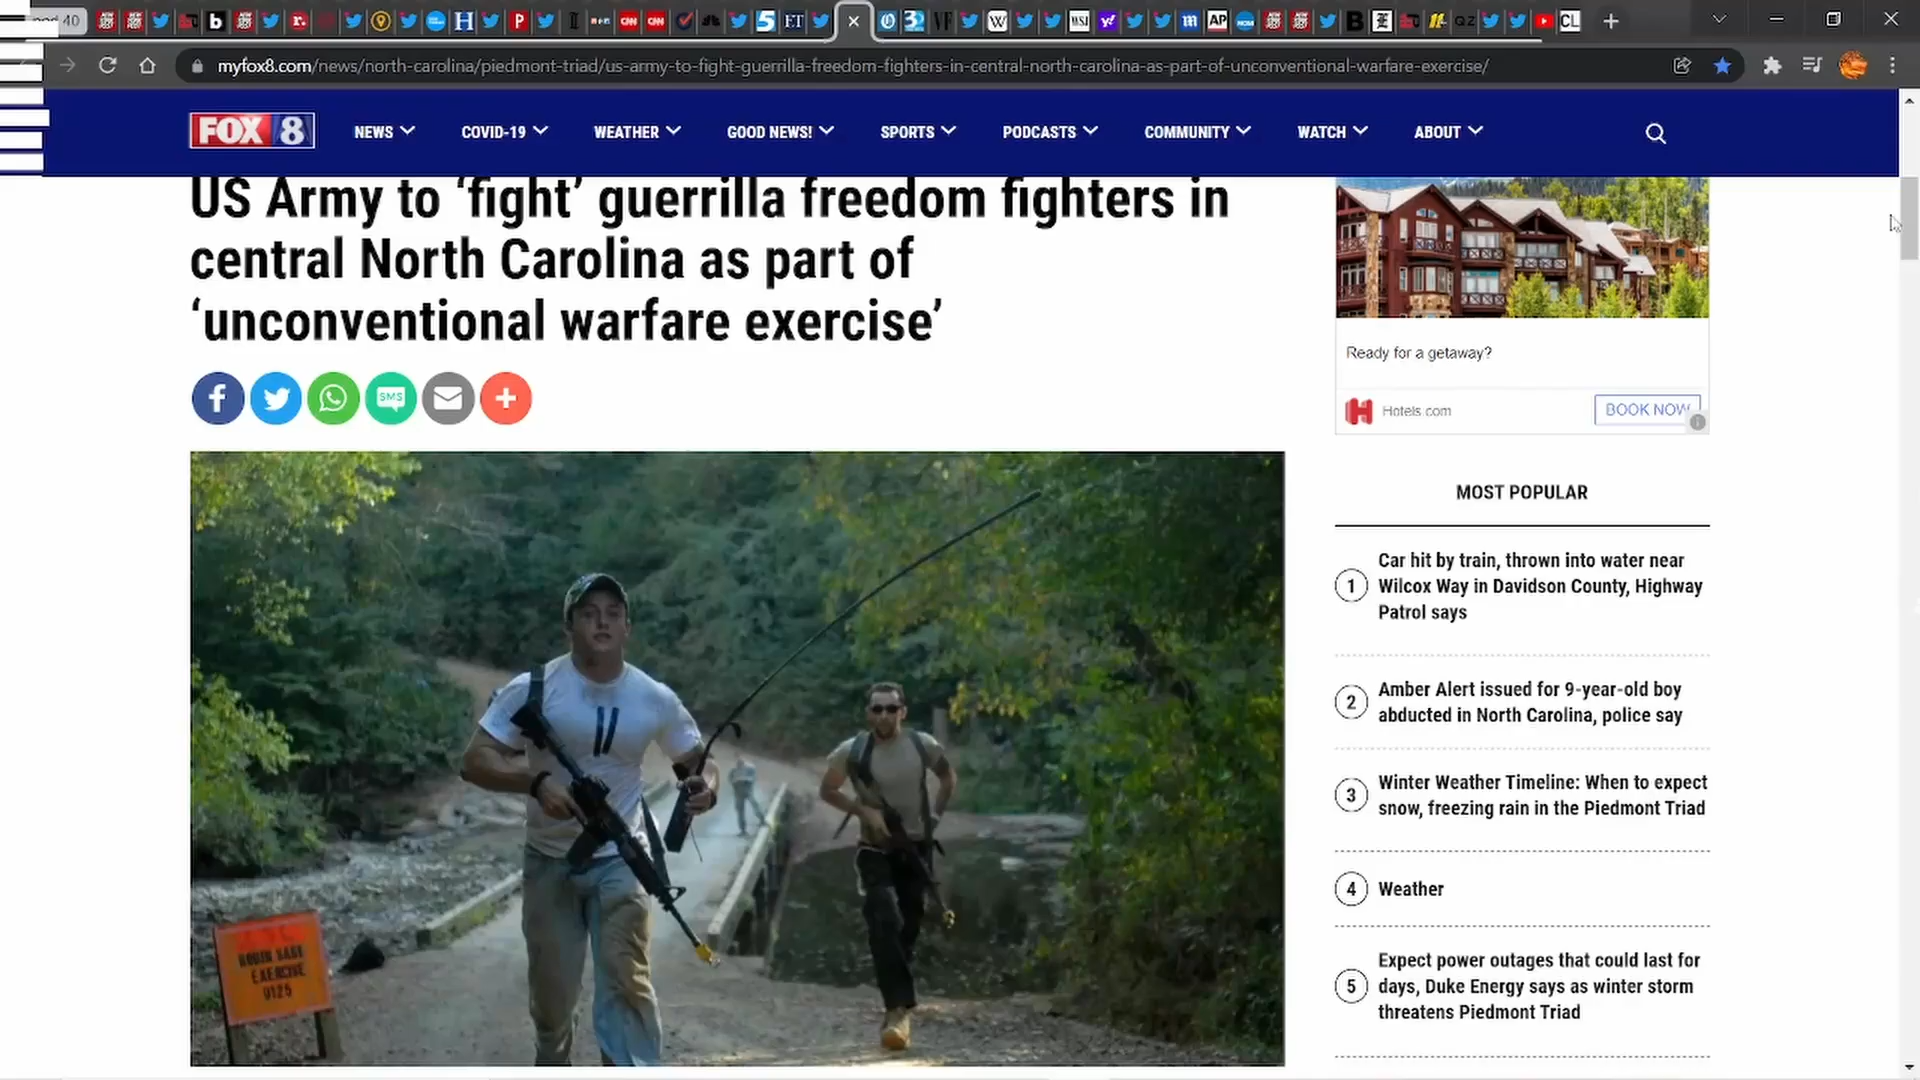 and 40
myfox8.com/news/north-carolina/piedmont-triad/us-army-to-fight-guerrilla-freedom-fighters-in-central-north-carolina-as-part-of-unconventional-warfare-exercise/
FOX 8
NEWS
COVID-19
WEATHER
GOOD NEWS!
SPORTS
PODCASTS
COMMUNITY
WATCH
ABOUT
US Army to ‘fight’ guerrilla freedom fighters in
central North Carolina as part of
‘unconventional warfare exercise’
SMS
ROBIN SAGE
EXERCISE
Ready for a getaway?
Hotels.com
BOOK NOW
MOST POPULAR
1
Car hit by train, thrown into water near
Wilcox Way in Davidson County, Highway
Patrol says
2
Amber Alert issued for 9-year-old boy
abducted in North Carolina, police say
3
Winter Weather Timeline: When to expect
snow, freezing rain in the Piedmont Triad
4
Weather
5
Expect power outages that could last for
days, Duke Energy says as winter storm
threatens Piedmont Triad